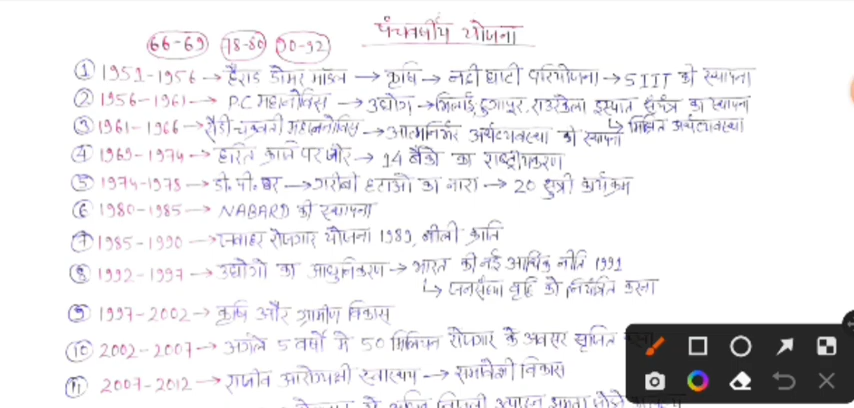 पंचवर्षीय योजना
66-69 78-80 90-92
① 1951-1956 → हैराड डोमर मॉडल → कृषि → नदी घाटी परियोजना → 5 IIT की स्थापना
② 1956-1961 → P.C महालनोविस → उद्योग → भिलाई, दुर्गापुर, राउरकेला इस्पात संयंत्र की स्थापना
↳ मिश्रित अर्थव्यवस्था
③ 1961-1966 → सैंडी चक्रवर्ती महालनोविस → आत्मनिर्भर अर्थव्यवस्था की स्थापना
④ 1969-1974 → हरित क्रांति पर जोर → 14 बैंकों का राष्ट्रीयकरण
⑤ 1974-1978 → डी. पी. धर → गरीबी हटाओ का नारा → 20 सूत्री कार्यक्रम
⑥ 1980-1985 → NABARD की स्थापना
⑦ 1985-1990 → जवाहर रोजगार योजना 1989, नीली क्रांति
⑧ 1992-1997 → उद्योगो का आधुनिकरण → भारत की नई आर्थिक नीति 1991
↳ जनसंख्या वृद्धि को नियंत्रित करना
⑨ 1997-2002 → कृषि और ग्रामीण विकास
⑩ 2002-2007 → अगले 5 वर्षों में 50 मिलियन रोजगार के अवसर सृजित
⑪ 2007-2012 → राजीव आरोग्यश्री स्वास्थय → समावेशी विकास